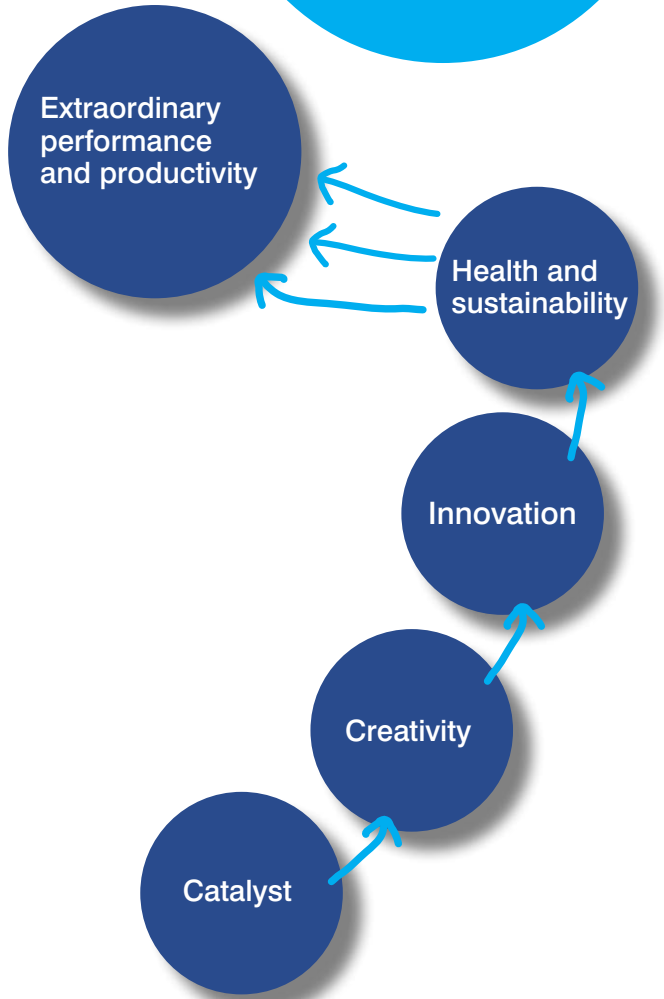 Extraordinary
performance
and productivity
Health and
sustainability
Innovation
Creativity
Catalyst